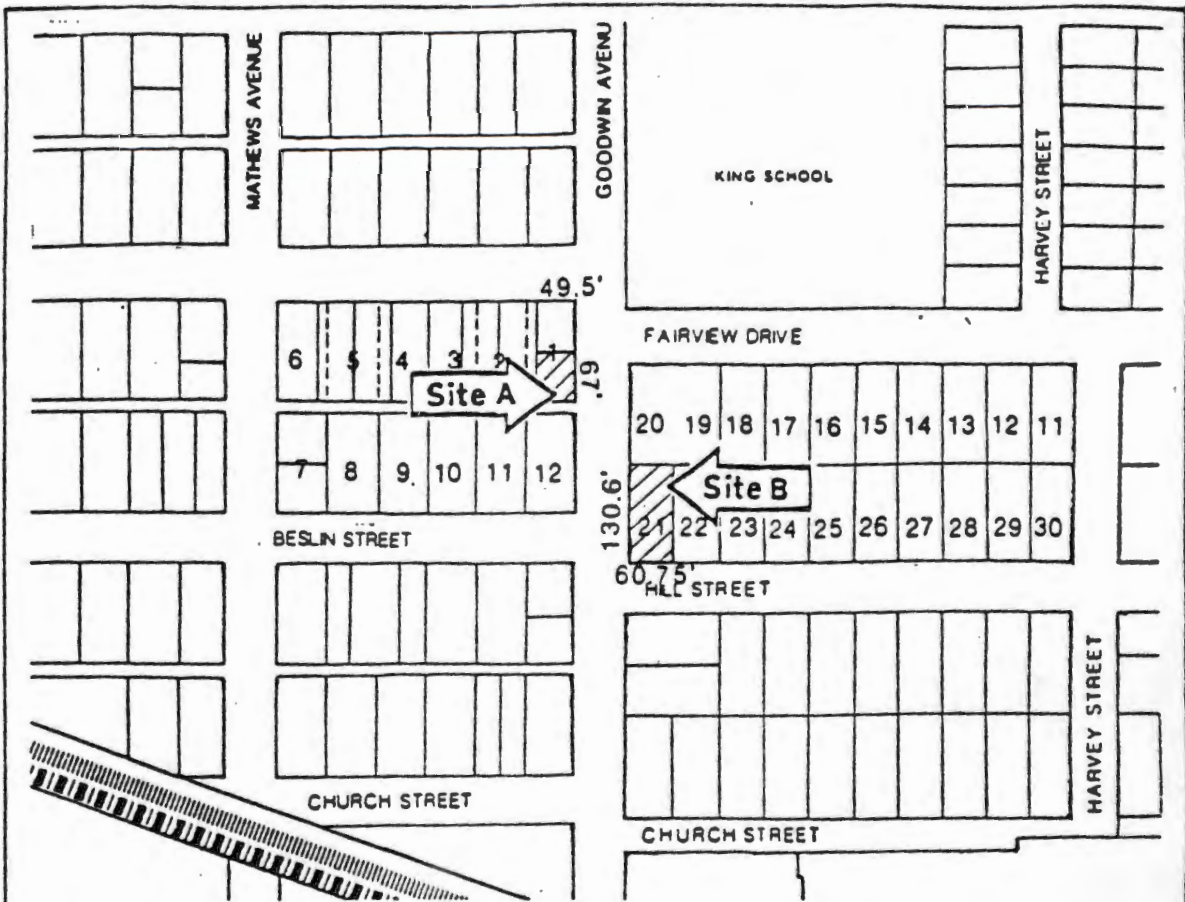 MATHEWS AVENUE
GOODWIN AVENU
KING SCHOOL
HARVEY STREET
49.5'
FAIRVIEW DRIVE
6 5 4 3 2 1
67'
Site A
20 19 18 17 16 15 14 13 12 11
7 8 9 10 11 12
Site B
130.6'
21 22 23 24 25 26 27 28 29 30
BESLIN STREET
60.75'
HILL STREET
HARVEY STREET
CHURCH STREET
CHURCH STREET